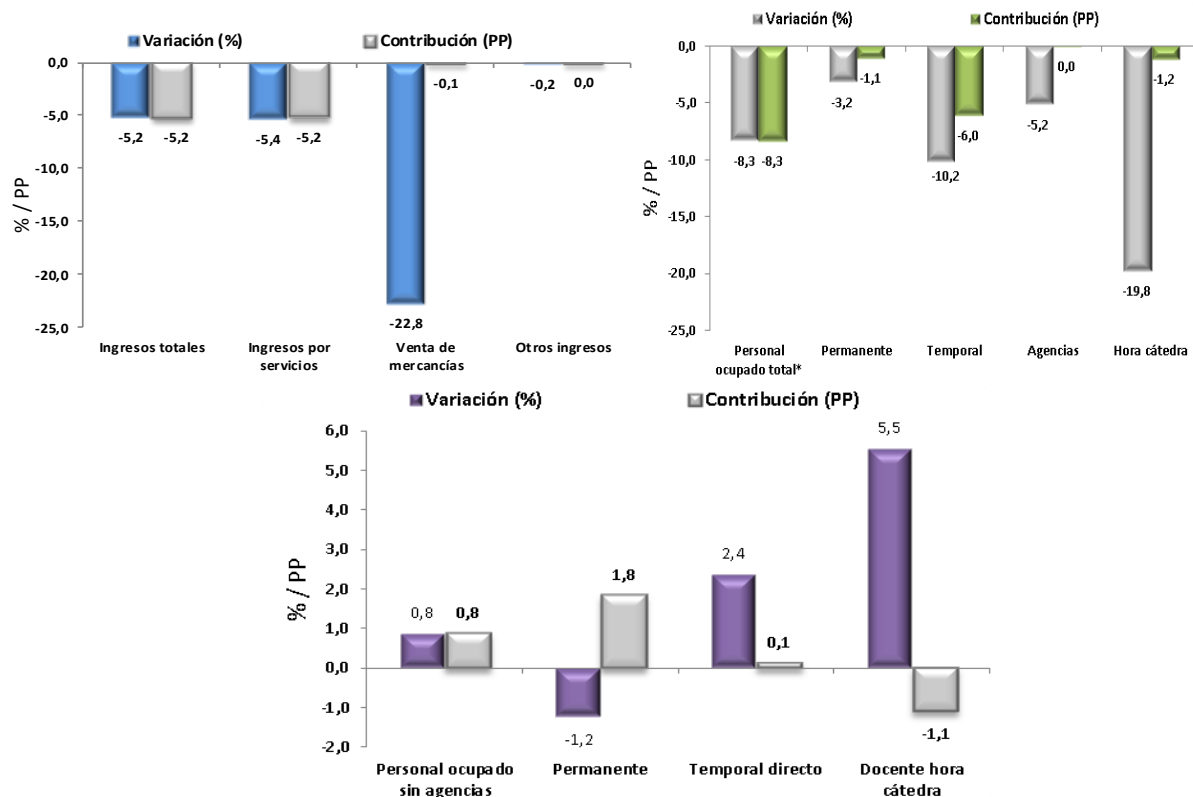 Variación (%) Contribución (PP)
0,0
-5,0
-10,0
-15,0
-20,0
-25,0
% / PP
-5,2 -5,2
-5,4 -5,2
-22,8 -0,1
-0,2 0,0
Ingresos totales
Ingresos por
servicios
Venta de
mercancías
Otros ingresos
Variación (%) Contribución (PP)
0,0
-5,0
-10,0
-15,0
-20,0
-25,0
% / PP
-8,3 -8,3
-3,2 -1,1
-10,2 -6,0
-5,2 0,0
-19,8 -1,2
Personal
ocupado total*
Permanente
Temporal
Agencias
Hora cátedra
Variación (%) Contribución (PP)
6,0
5,0
4,0
3,0
2,0
1,0
0,0
-1,0
-2,0
% / PP
0,8 0,8
-1,2 1,8
2,4 0,1
5,5 -1,1
Personal ocupado
sin agencias
Permanente
Temporal directo
Docente hora
cátedra